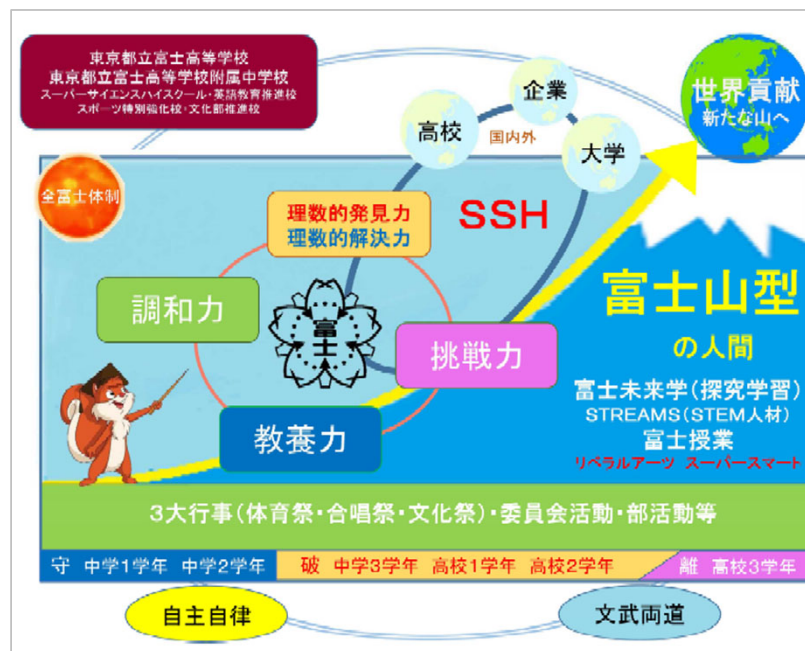 東京都立富士高等学校
東京都立富士高等学校附属中学校
スーパーサイエンスハイスクール・英語教育推進校
スポーツ特別強化校・文化部推進校
企業
高校
国内外
大学
世界貢献
新たな山へ
全富士体制
理数的発見力
理数的解決力
SSH
調和力
富士
挑戦力
教養力
富士山型
の人間
富士未来学(探究学習)
STREAMS(STEM人材)
富士授業
リベラルアーツ スーパースマート
3大行事(体育祭・合唱祭・文化祭)・委員会活動・部活動等
守 中学1学年 中学2学年 破 中学3学年 高校1学年 高校2学年 離 高校3学年
自主自律
文武両道